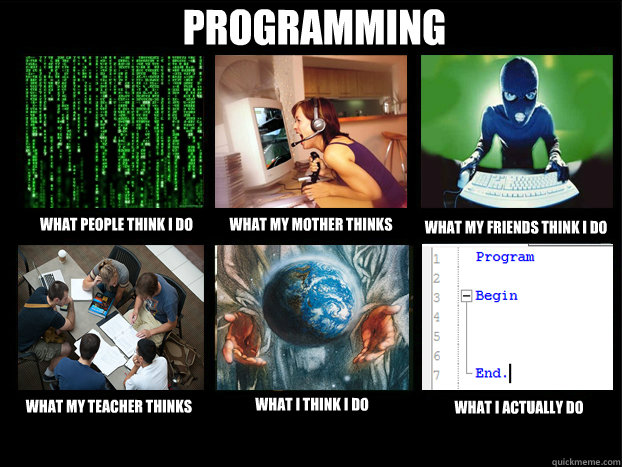 PROGRAMMING
WHAT PEOPLE THINK I DO
WHAT MY MOTHER THINKS
WHAT MY FRIENDS THINK I DO
WHAT MY TEACHER THINKS
WHAT I THINK I DO
1 Program
2
3 Begin
4
5
6
7 End.
WHAT I ACTUALLY DO
quickmeme.com